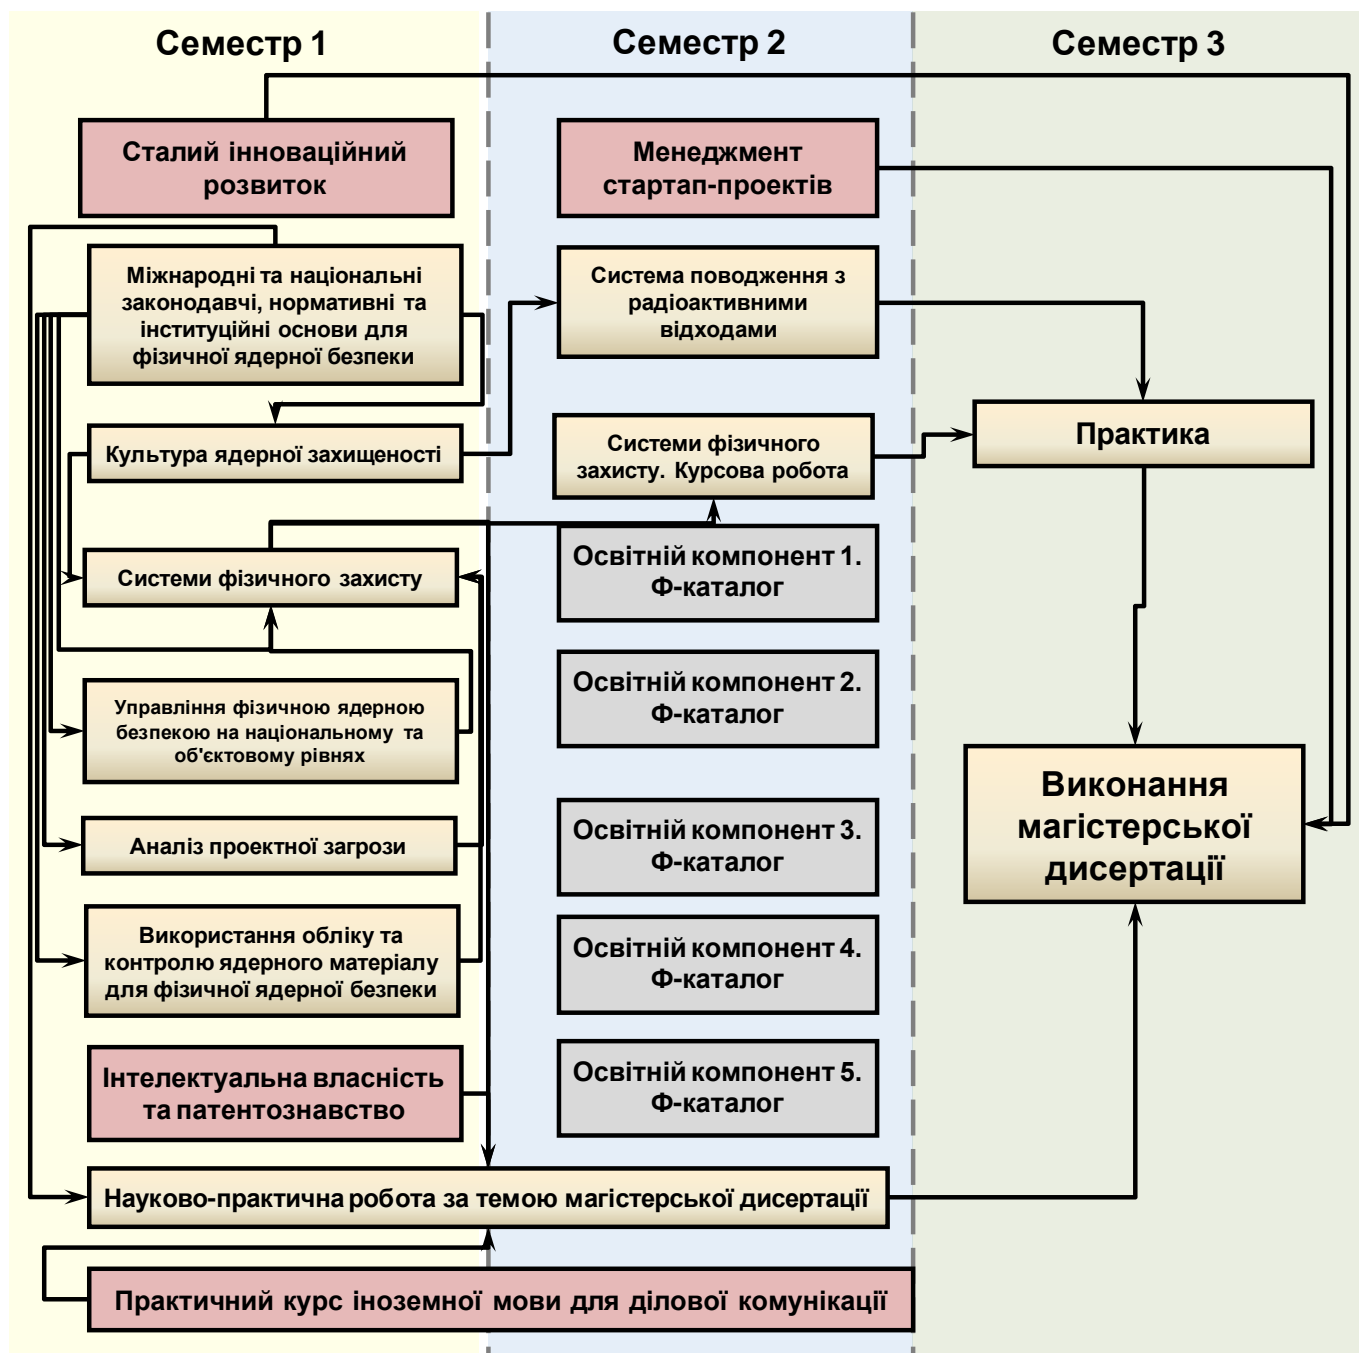 Семестр 1
Семестр 2
Семестр 3
Сталий інноваційний
розвиток
Менеджмент
стартап-проектів
Міжнародні та національні
законодавчі, нормативні та
інституційні основи для
фізичної ядерної безпеки
Система поводження з
радіоактивними
відходами
Культура ядерної захищеності
Системи фізичного
захисту. Курсова робота
Практика
Системи фізичного захисту
Освітній компонент 1.
Ф-каталог
Управління фізичною ядерною
безпекою на національному та
об'єктовому рівнях
Освітній компонент 2.
Ф-каталог
Аналіз проектної загрози
Освітній компонент 3.
Ф-каталог
Виконання
магістерської
дисертації
Використання обліку та
контролю ядерного матеріалу
для фізичної ядерної безпеки
Освітній компонент 4.
Ф-каталог
Інтелектуальна власність
та патентознавство
Освітній компонент 5.
Ф-каталог
Науково-практична робота за темою магістерської дисертації
Практичний курс іноземної мови для ділової комунікації